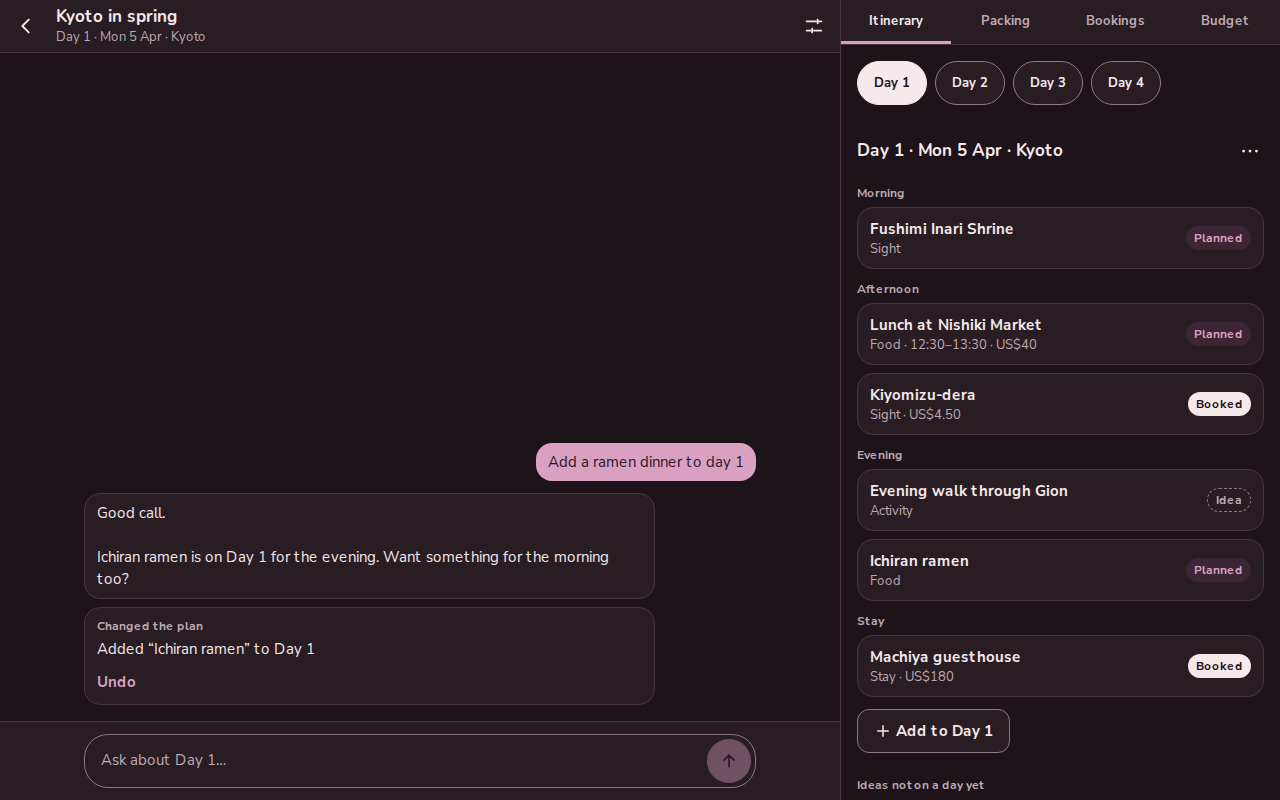 Kyoto in spring
Day 1 · Mon 5 Apr · Kyoto
Add a ramen dinner to day 1
Good call.
Ichiran ramen is on Day 1 for the evening. Want something for the morning
too?
Changed the plan
Added “Ichiran ramen” to Day 1
Undo
Ask about Day 1...
Itinerary
Packing
Bookings
Budget
Day 1
Day 2
Day 3
Day 4
Day 1 · Mon 5 Apr · Kyoto
Morning
Fushimi Inari Shrine
Sight
Planned
Afternoon
Lunch at Nishiki Market
Food · 12:30–13:30 · US$40
Planned
Kiyomizu-dera
Sight · US$4.50
Booked
Evening
Evening walk through Gion
Activity
Idea
Ichiran ramen
Food
Planned
Stay
Machiya guesthouse
Stay · US$180
Booked
Add to Day 1
Ideas not on a day yet